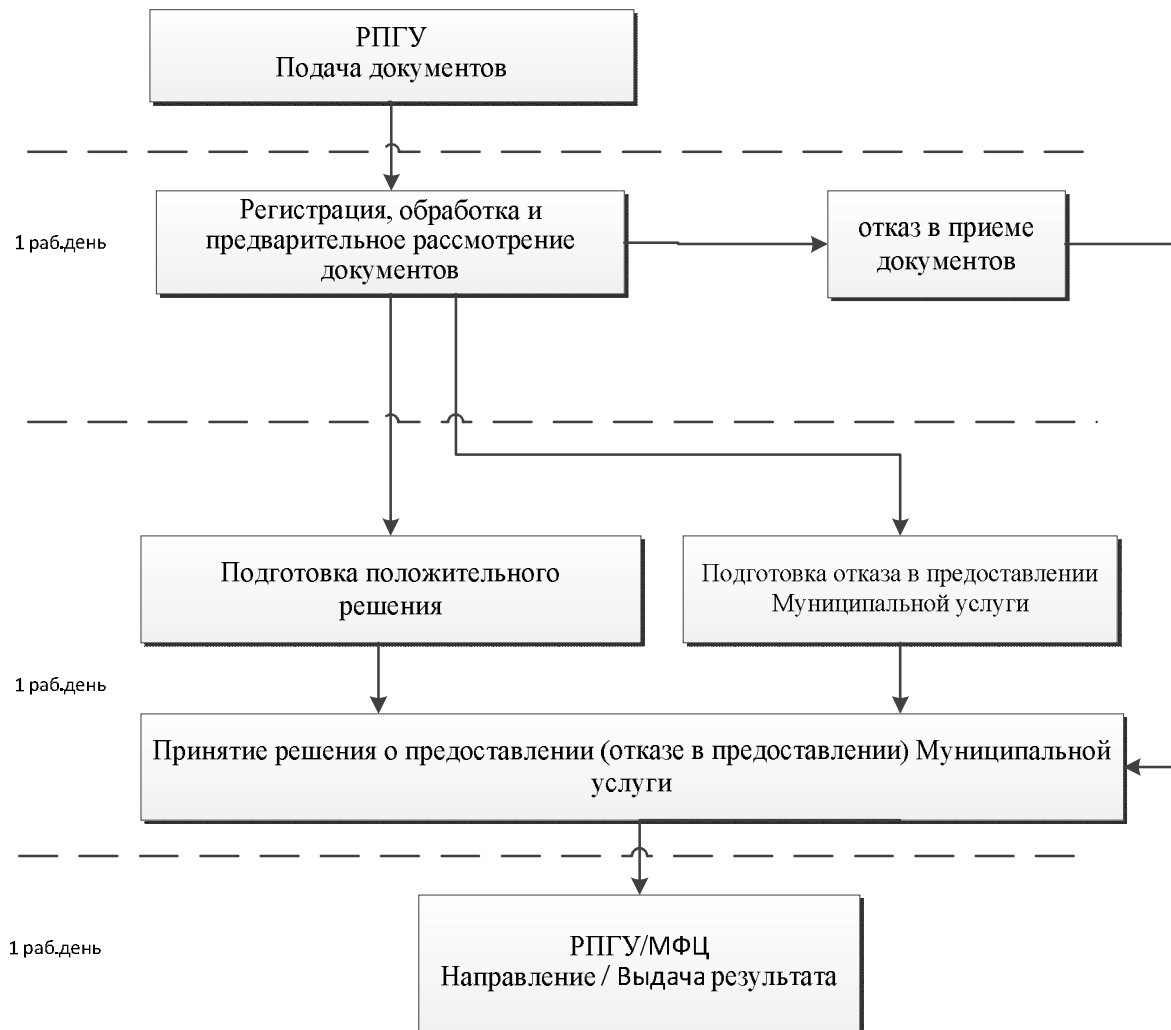 РПГУ
Подача документов
1 раб.день
Регистрация, обработка и
предварительное рассмотрение
документов
отказ в приеме
документов
Подготовка положительного
решения
Подготовка отказа в предоставлении
Муниципальной услуги
1 раб.день
Принятие решения о предоставлении (отказе в предоставлении) Муниципальной
услуги
1 раб.день
РПГУ/МФЦ
Направление / Выдача результата